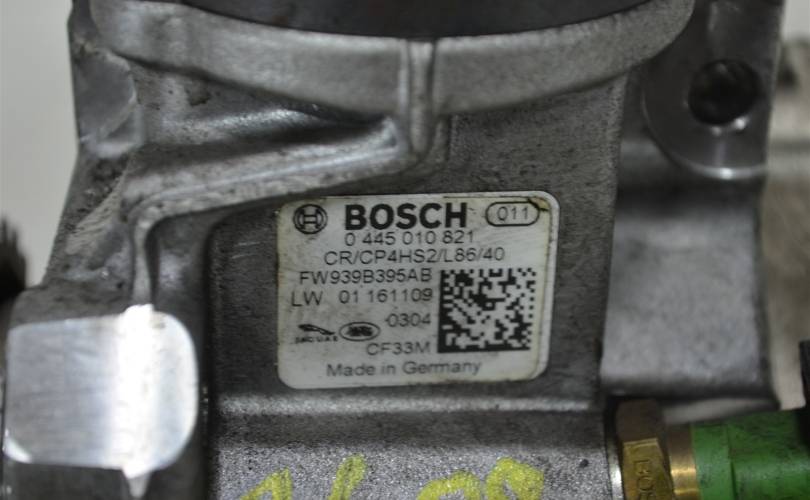 BOSCH 011
0 445 010 821
CR/CP4HS2/L86/40
FW939B395AB
LW 01 161109
0304
JAGUAR
CF33M
Made in Germany